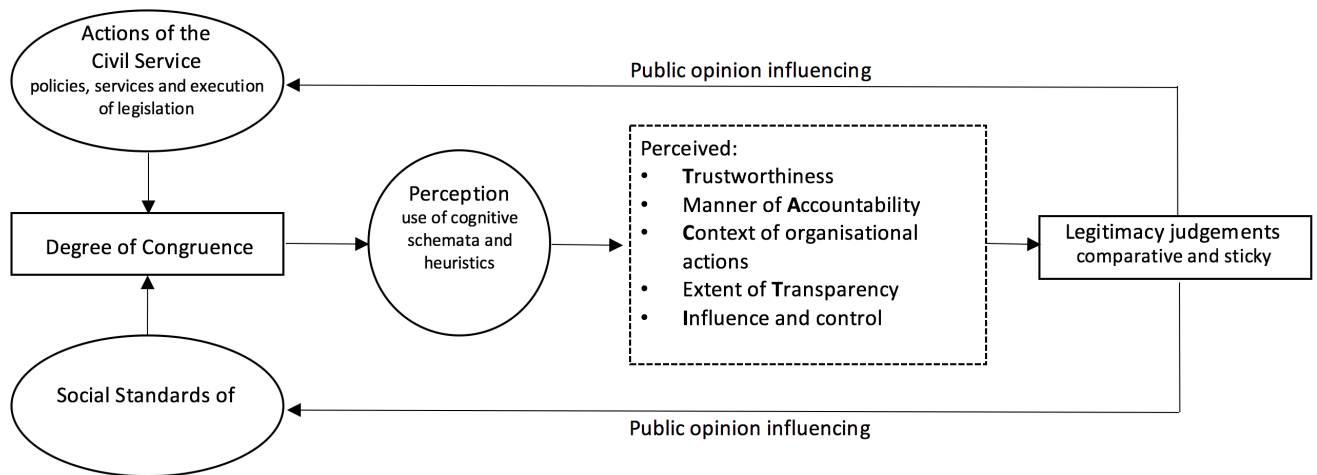 Actions of the
Civil Service
policies, services and execution
of legislation
Public opinion influencing
Perceived:
• Trustworthiness
• Manner of Accountability
• Context of organisational
actions
• Extent of Transparency
• Influence and control
Perception
use of cognitive
schemata and
heuristics
Degree of Congruence
Legitimacy judgements
comparative and sticky
Social Standards of
Public opinion influencing